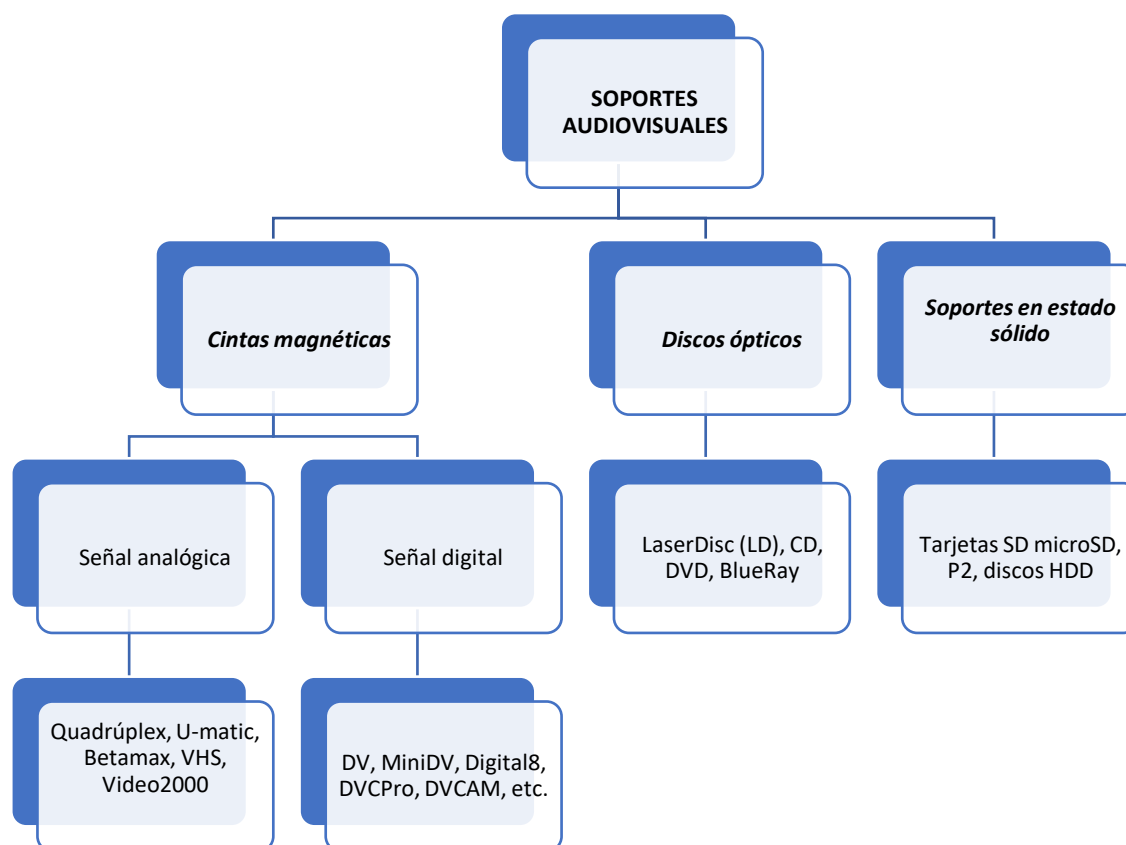 SOPORTES
AUDIOVISUALES
Cintas magnéticas
Discos ópticos
Soportes en estado
sólido
Señal analógica
Señal digital
LaserDisc (LD), CD,
DVD, BlueRay
Tarjetas SD microSD,
P2, discos HDD
Quadrúplex, U-matic,
Betamax, VHS,
Video2000
DV, MiniDV, Digital8,
DVCPro, DVCAM, etc.